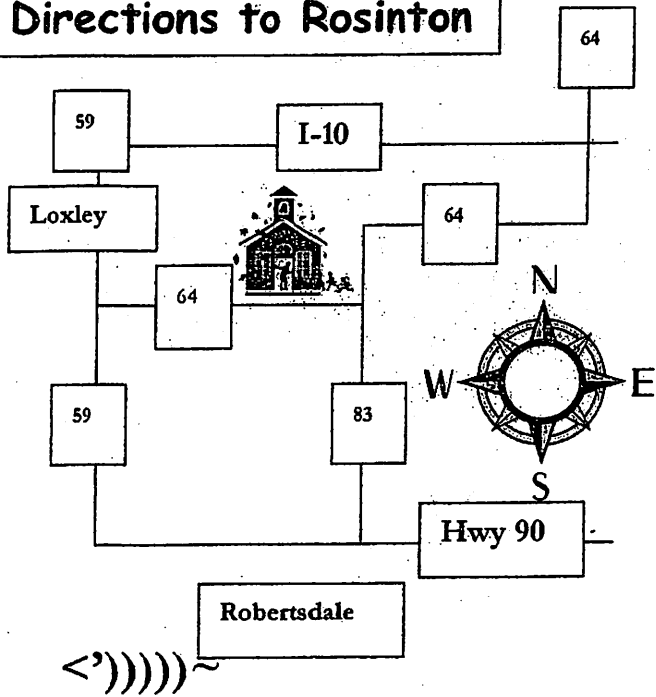 Directions to Rosinton
64
59
I-10
Loxley
64
64
N
W
E
59
83
S
Hwy 90
Robertsdale
<')))))~